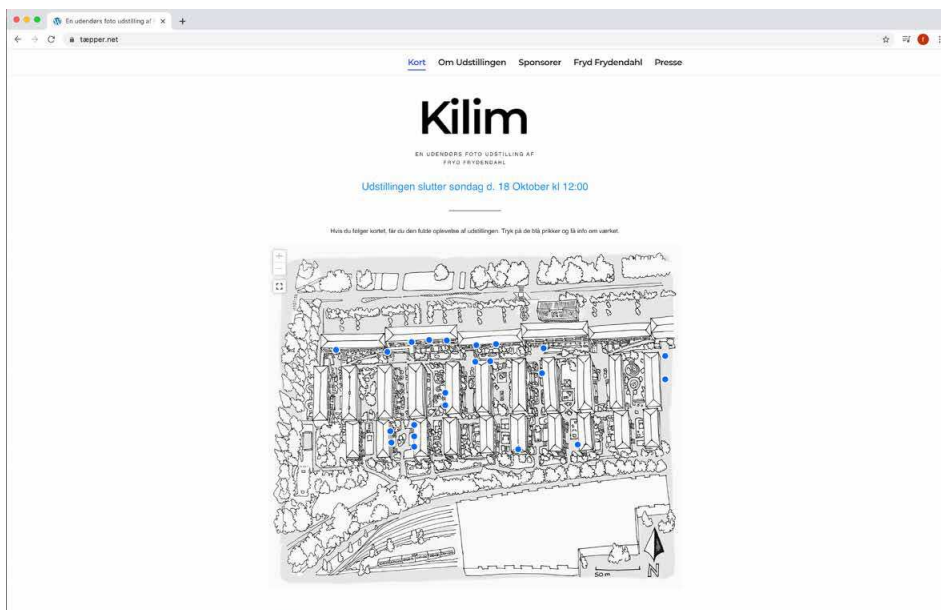 En udendørs foto udstilling af
tæpper.net
Kort Om Udstillingen Sponsorer Fryd Frydendahl Presse
Kilim
EN UDENDØRS FOTO UDSTILLING AF
FRYD FRYDENDAHL
Udstillingen slutter søndag d. 18 Oktober kl 12:00
Hvis du følger kortet, får du den fulde oplevelse af udstillingen. Tryk på de blå prikker og få info om værket.
50 m
N